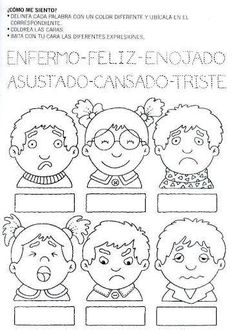 ¿COMO ME SIENTO?
• DELINEA CADA PALABRA CON UN COLOR DIFERENTE Y UBÍCALA EN EL
CORRESPONDIENTE.
• COLOREA LAS CARAS.
• IMITA CON TU CARA LAS DIFERENTES EXPRESIONES.
ENFERMO-FELIZ-ENOJADO
ASUSTADO-CANSADO-TRISTE